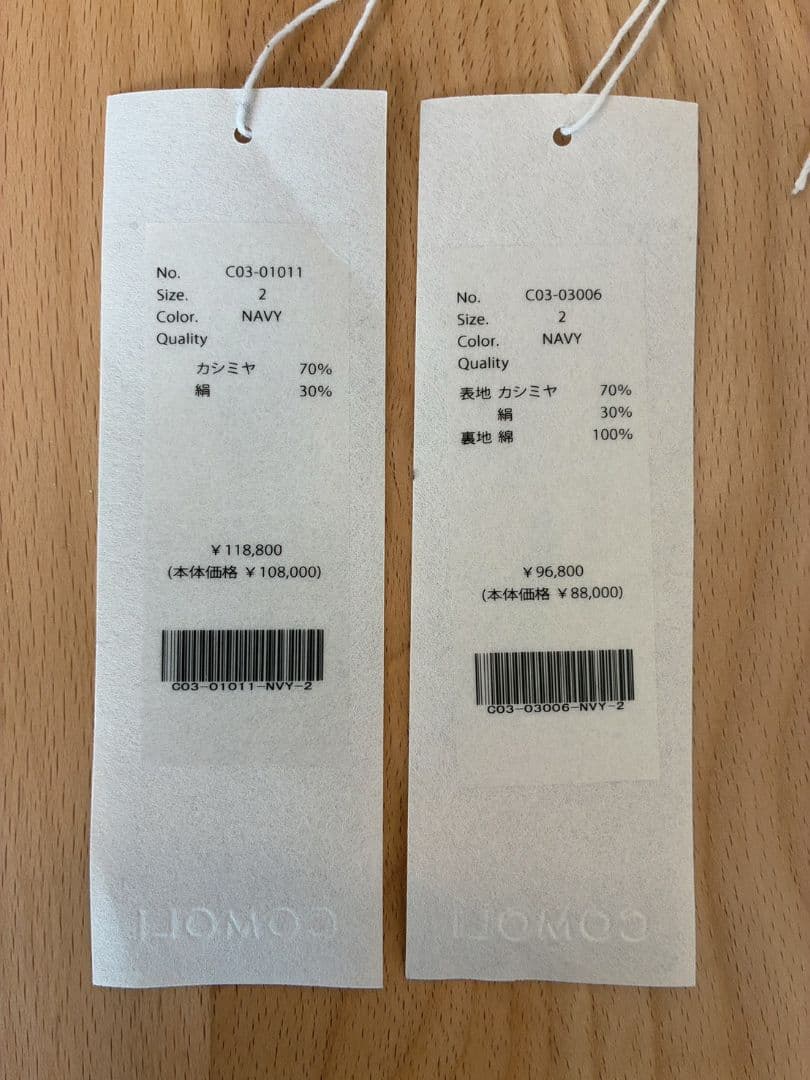 No. C03-01011
Size. 2
Color. NAVY
Quality
カシミヤ 70%
絹 30%
¥118,800
(本体価格 ¥108,000)
C03-01011-NVY-2
COMOLI
No. C03-03006
Size. 2
Color. NAVY
Quality
表地 カシミヤ 70%
絹 30%
裏地 綿 100%
¥96,800
(本体価格 ¥88,000)
C03-03006-NVY-2
COMOLI